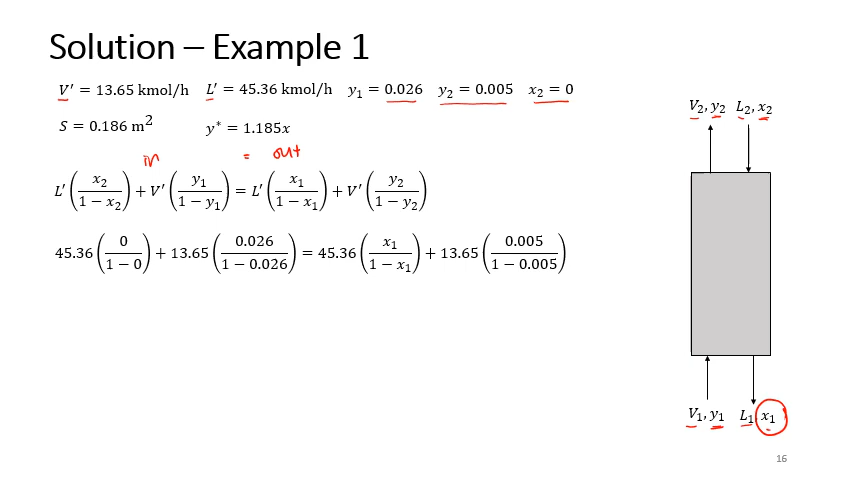 Solution – Example 1
V′ = 13.65 kmol/h L′ = 45.36 kmol/h y₁ = 0.026 y₂ = 0.005 x₂ = 0
V₂, y₂ L₂, x₂
S = 0.186 m² y* = 1.185x
in = out
L′(x₂/(1 − x₂)) + V′(y₁/(1 − y₁)) = L′(x₁/(1 − x₁)) + V′(y₂/(1 − y₂))
45.36(0/(1 − 0)) + 13.65(0.026/(1 − 0.026)) = 45.36(x₁/(1 − x₁)) + 13.65(0.005/(1 − 0.005))
V₁, y₁ L₁, x₁
16